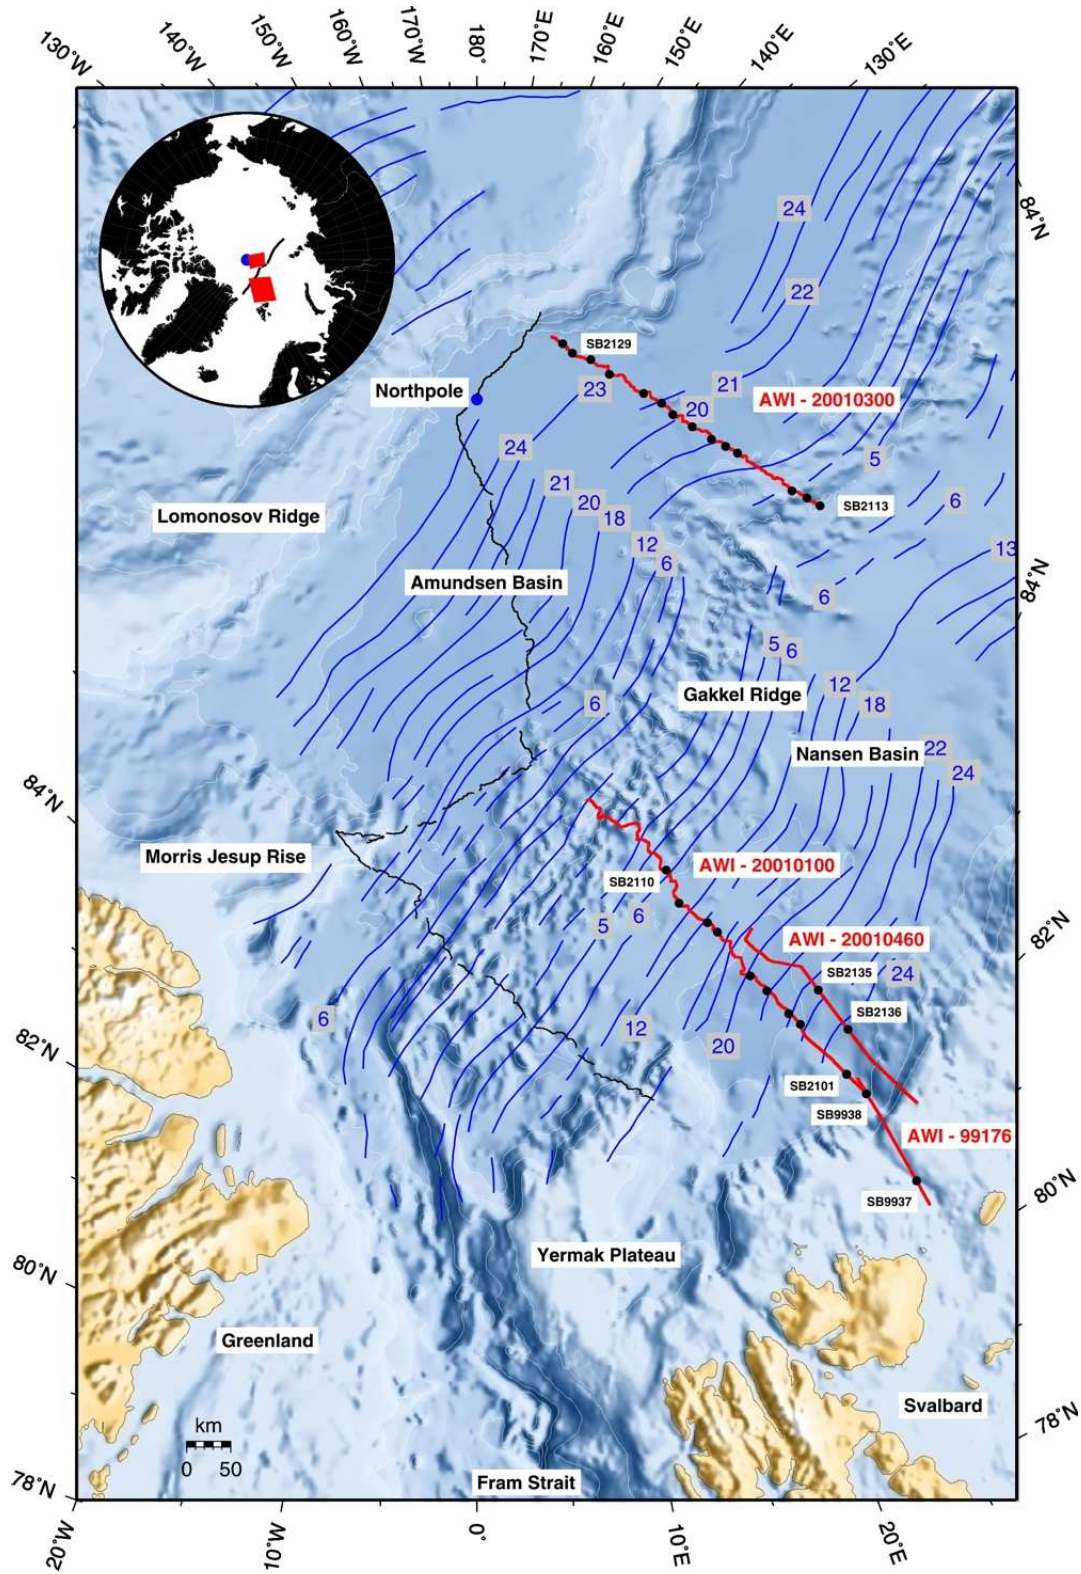 130°W
140°W
150°W
160°W
170°W
180°
170°E
160°E
150°E
140°E
130°E
84°N
24
22
SB2129
23
21
20
AWI - 20010300
Northpole
24
5
21
20
18
6
SB2113
Lomonosov Ridge
12
6
13
Amundsen Basin
6
84°N
5
6
Gakkel Ridge
12
18
6
22
Nansen Basin
24
84°N
Morris Jesup Rise
AWI - 20010100
SB2110
6
5
AWI - 20010460
82°N
SB2135
24
6
SB2136
12
20
82°N
SB2101
SB9938
AWI - 99176
80°N
SB9937
Yermak Plateau
80°N
Greenland
Svalbard
km
0 50
78°N
Fram Strait
78°N
20°W
10°W
0°
10°E
20°E